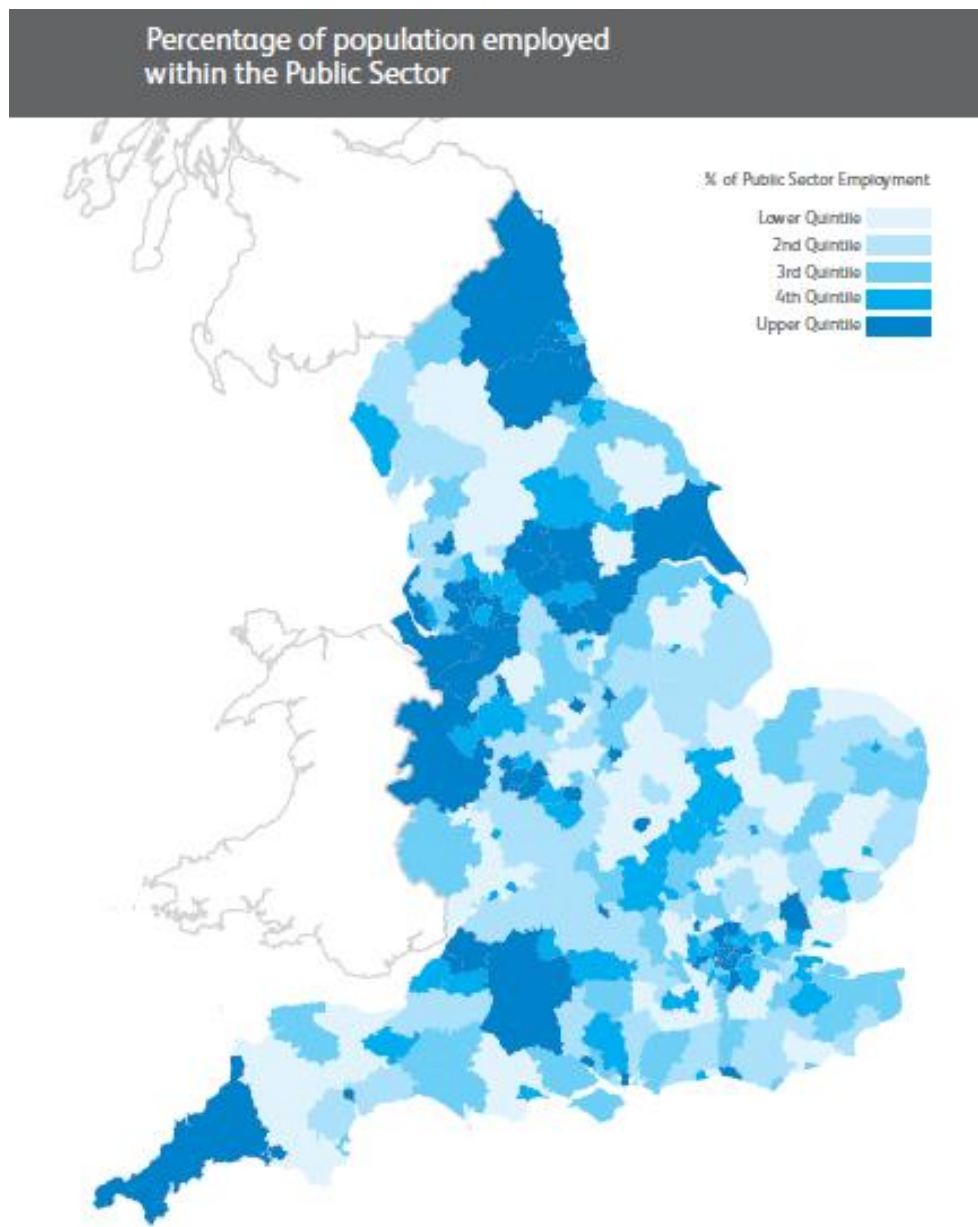 Percentage of population employed
within the Public Sector
% of Public Sector Employment
Lower Quintile
2nd Quintile
3rd Quintile
4th Quintile
Upper Quintile